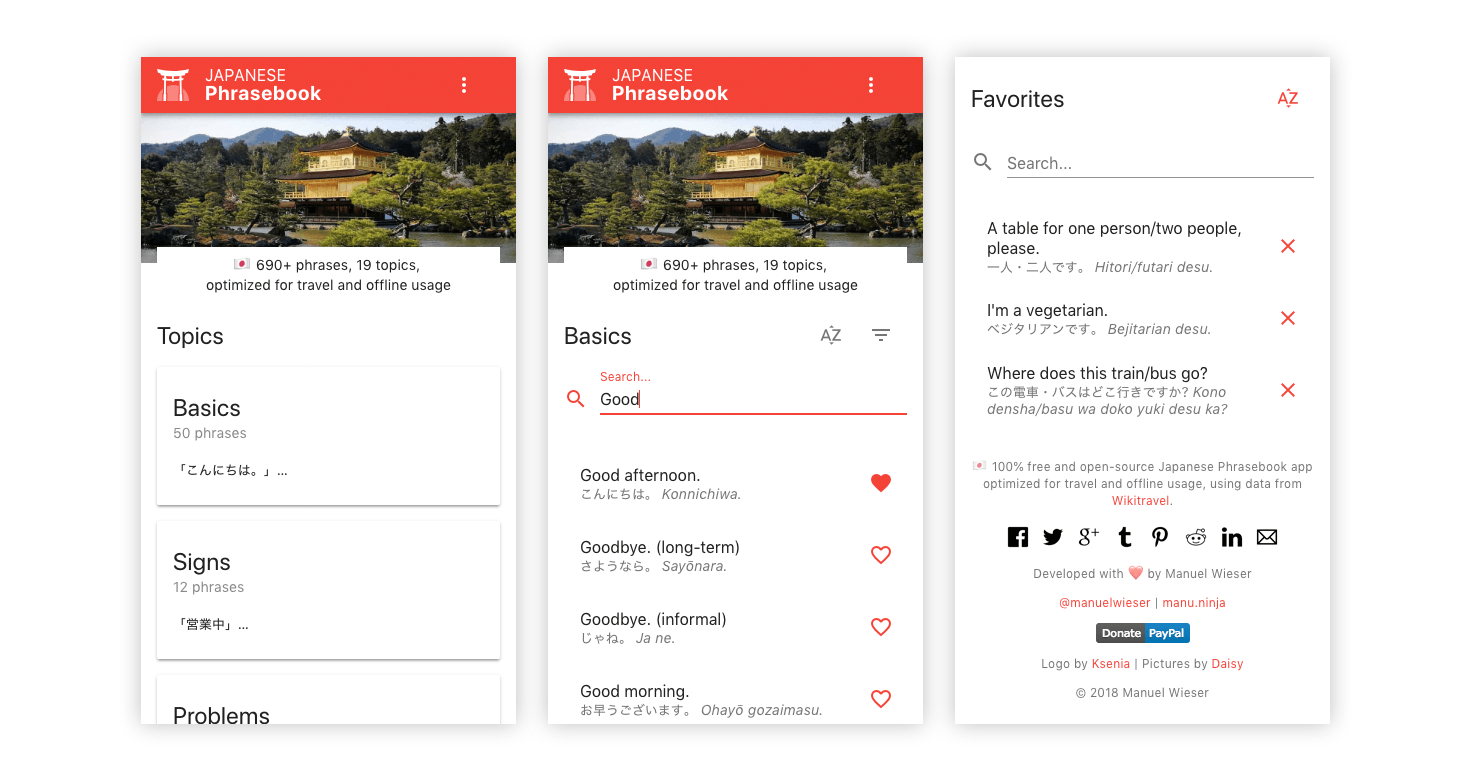 JAPANESE
Phrasebook
🇯🇵 690+ phrases, 19 topics,
optimized for travel and offline usage
Topics
Basics
50 phrases
「こんにちは。」...
Signs
12 phrases
「営業中」...
Problems
JAPANESE
Phrasebook
🇯🇵 690+ phrases, 19 topics,
optimized for travel and offline usage
Basics
AZ
Search...
Good
Good afternoon.
こんにちは。 Konnichiwa.
Goodbye. (long-term)
さようなら。 Sayōnara.
Goodbye. (informal)
じゃね。 Ja ne.
Good morning.
お早うございます。 Ohayō gozaimasu.
Favorites
AZ
Search...
A table for one person/two people,
please.
一人・二人です。 Hitori/futari desu.
I'm a vegetarian.
ベジタリアンです。 Bejitarian desu.
Where does this train/bus go?
この電車・バスはどこ行きですか? Kono
densha/basu wa doko yuki desu ka?
🇯🇵 100% free and open-source Japanese Phrasebook app
optimized for travel and offline usage, using data from
Wikitravel.
Developed with ❤️ by Manuel Wieser
@manuelwieser | manu.ninja
Donate PayPal
Logo by Ksenia | Pictures by Daisy
© 2018 Manuel Wieser